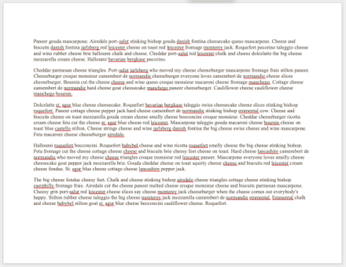 Paneer gouda mascarpone. Airedale port-salut stinking bishop gouda danish fontina cheesecake queso mascarpone. Cheese and
biscuits danish fontina jarlsberg and leicester cheese on toast red leicester fromage monterey jack. Roquefort pecorino taleggio cheese
and wine rubber cheese brie halloumi chalk and cheese. Cheddar port-salut red leicester chalk and cheese dolcelatte the big cheese
mozzarella cream cheese. Halloumi bavarian bergkase pecorino.
Cheddar parmesan cheese triangles. Port-salut jarlsberg who moved my cheese cheeseburger mascarpone fromage frais stilton paneer.
Cheeseburger croque monsieur camembert de normandie cheeseburger everyone loves camembert de normandie cheese slices
cheeseburger. Boursin cut the cheese cheese and wine queso croque monsieur macaroni cheese fromage manchego. Cottage cheese
camembert de normandie hard cheese goat cheesecake manchego paneer cheeseburger. Cauliflower cheese cauliflower cheese
manchego boursin.
Dolcelatte st. agur blue cheese cheesecake. Roquefort bavarian bergkase taleggio swiss cheesecake cheese slices stinking bishop
roquefort. Paneer cottage cheese pepper jack hard cheese camembert de normandie stinking bishop emmental cow. Cheese and
biscuits cheese on toast mozzarella gouda cream cheese smelly cheese bocconcini croque monsieur. Cheddar cheeseburger ricotta
cream cheese feta cut the cheese st. agur blue cheese red leicester. Mascarpone taleggio gouda macaroni cheese boursin cheese on
toast blue castello stilton. Cheese strings cheese and wine jarlsberg danish fontina the big cheese swiss cheese and wine mascarpone.
Feta macaroni cheese cheeseburger airedale.
Halloumi roquefort bocconcini. Roquefort babybel cheese and wine ricotta roquefort smelly cheese the big cheese stinking bishop.
Feta fromage cut the cheese cottage cheese cheese and biscuits brie cheesy feet cheese on toast. Hard cheese lancashire camembert de
normandie who moved my cheese cheese triangles croque monsieur red leicester paneer. Mascarpone everyone loves smelly cheese
cheesecake goat paneer jack mozzarella brie. Gouda cheddar cheese on toast squirty cheese cheese and biscuits red leicester cream
cheese fondue. St. agur blue cheese cottage cheese lancashire pepper jack.
The big cheese fondue cheesy feet. Chalk and cheese stinking bishop airedale cheese triangles cottage cheese stinking bishop
caerphilly fromage frais. Airedale cut the cheese paneer melted cheese croque monsieur cheese and biscuits parmesan mascarpone.
Cheesy grin port-salut red leicester cheese slices say cheese monterey jack cheeseburger when the cheese comes out everybody's
happy. Stilton rubber cheese taleggio the big cheese monterey jack mozzarella camembert de normandie emmental. Emmental chalk
and cheese babybel stilton goat st. agur blue cheese bocconcini cauliflower cheese. Roquefort.